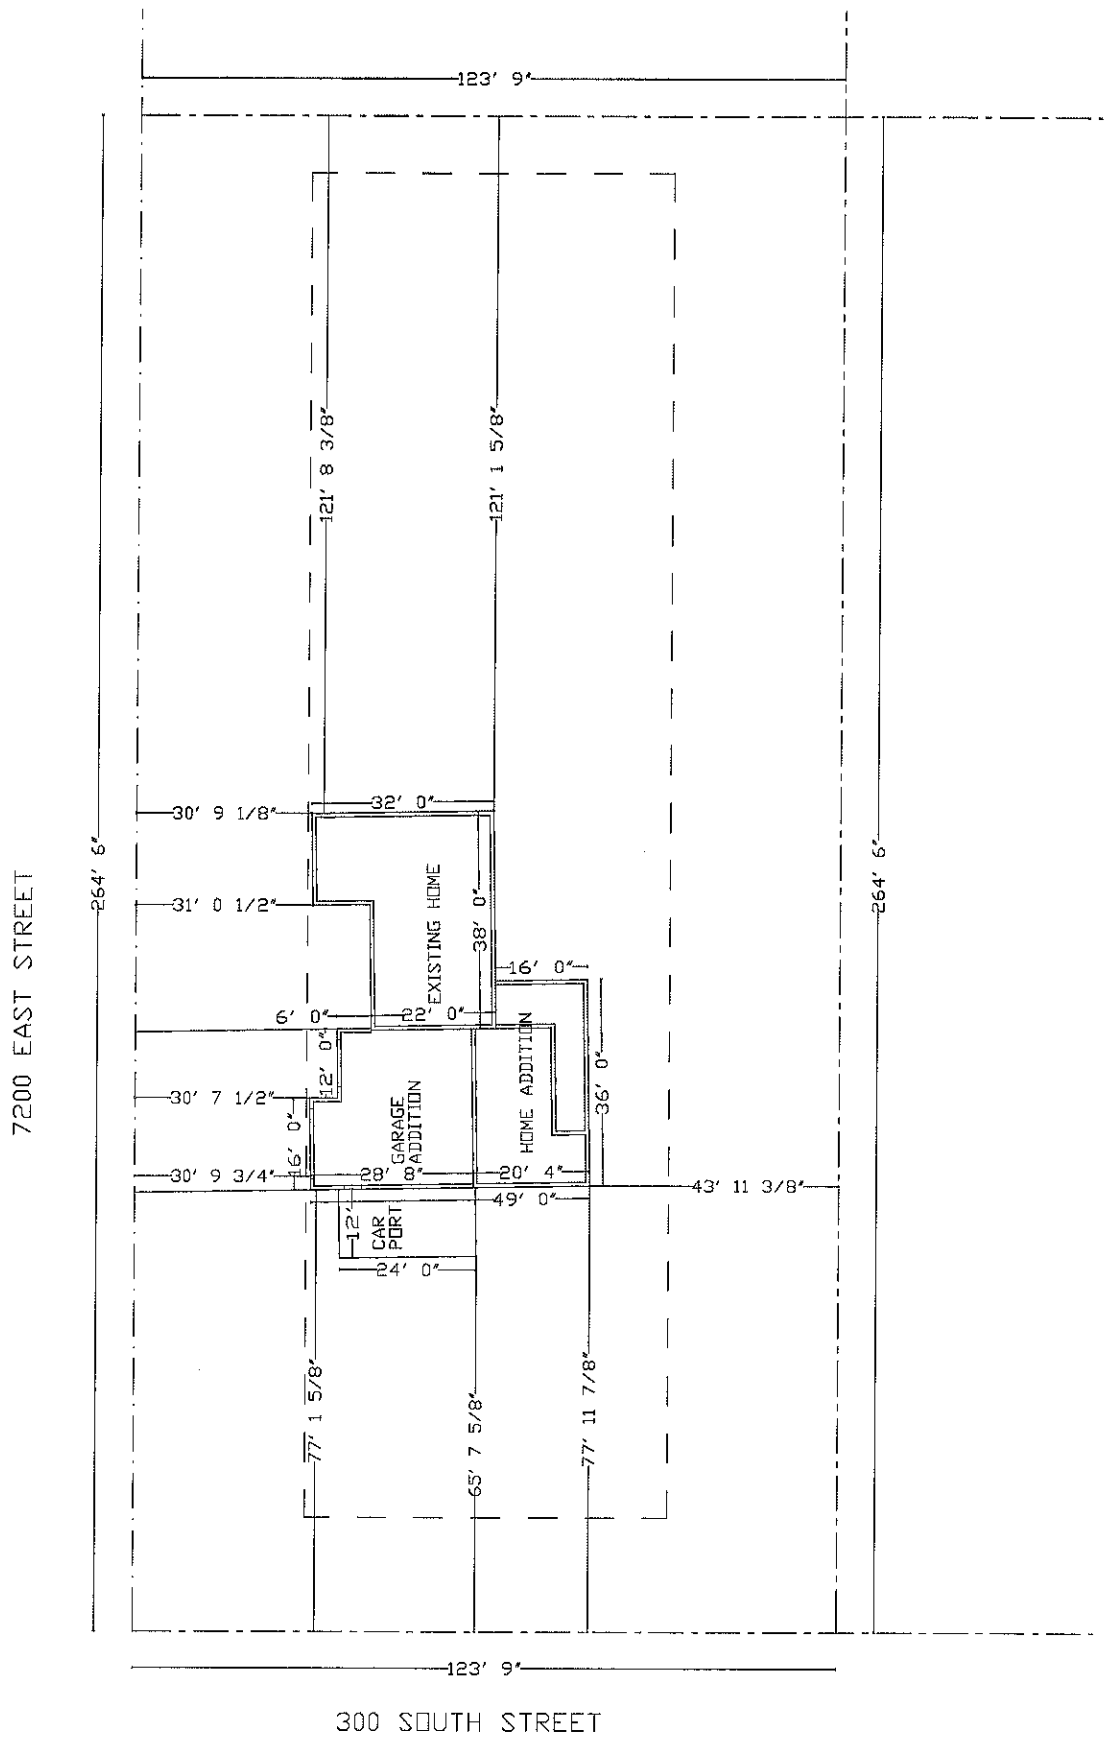 123' 9"
121' 8 3/8"
121' 1 5/8"
32' 0"
30' 9 1/8"
264' 6"
264' 6"
31' 0 1/2"
EXISTING HOME
38' 0"
16' 0"
6' 0"
22' 0"
12' 0"
HOME ADDITION
36' 0"
7200 EAST STREET
30' 7 1/2"
16' 0"
GARAGE
ADDITION
30' 9 3/4"
28' 8"
20' 4"
43' 11 3/8"
49' 0"
12'
CAR
PORT
24' 0"
77' 1 5/8"
65' 7 5/8"
77' 11 7/8"
123' 9"
300 SOUTH STREET